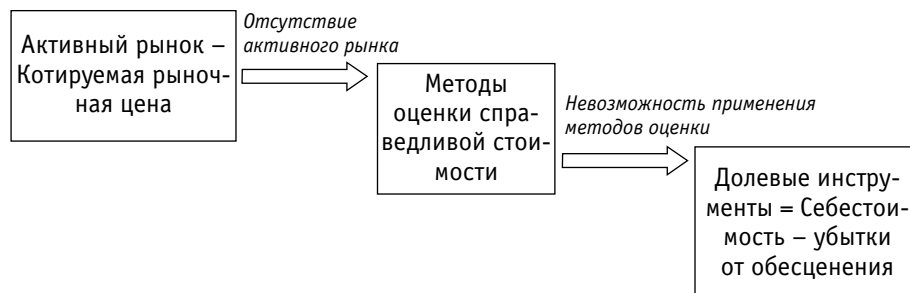 Отсутствие
активного рынка
Активный рынок –
Котируемая рыноч-
ная цена
Методы
оценки спра-
ведливой стои-
мости
Невозможность применения
методов оценки
Долевые инстру-
менты = Себестои-
мость – убытки
от обесценения